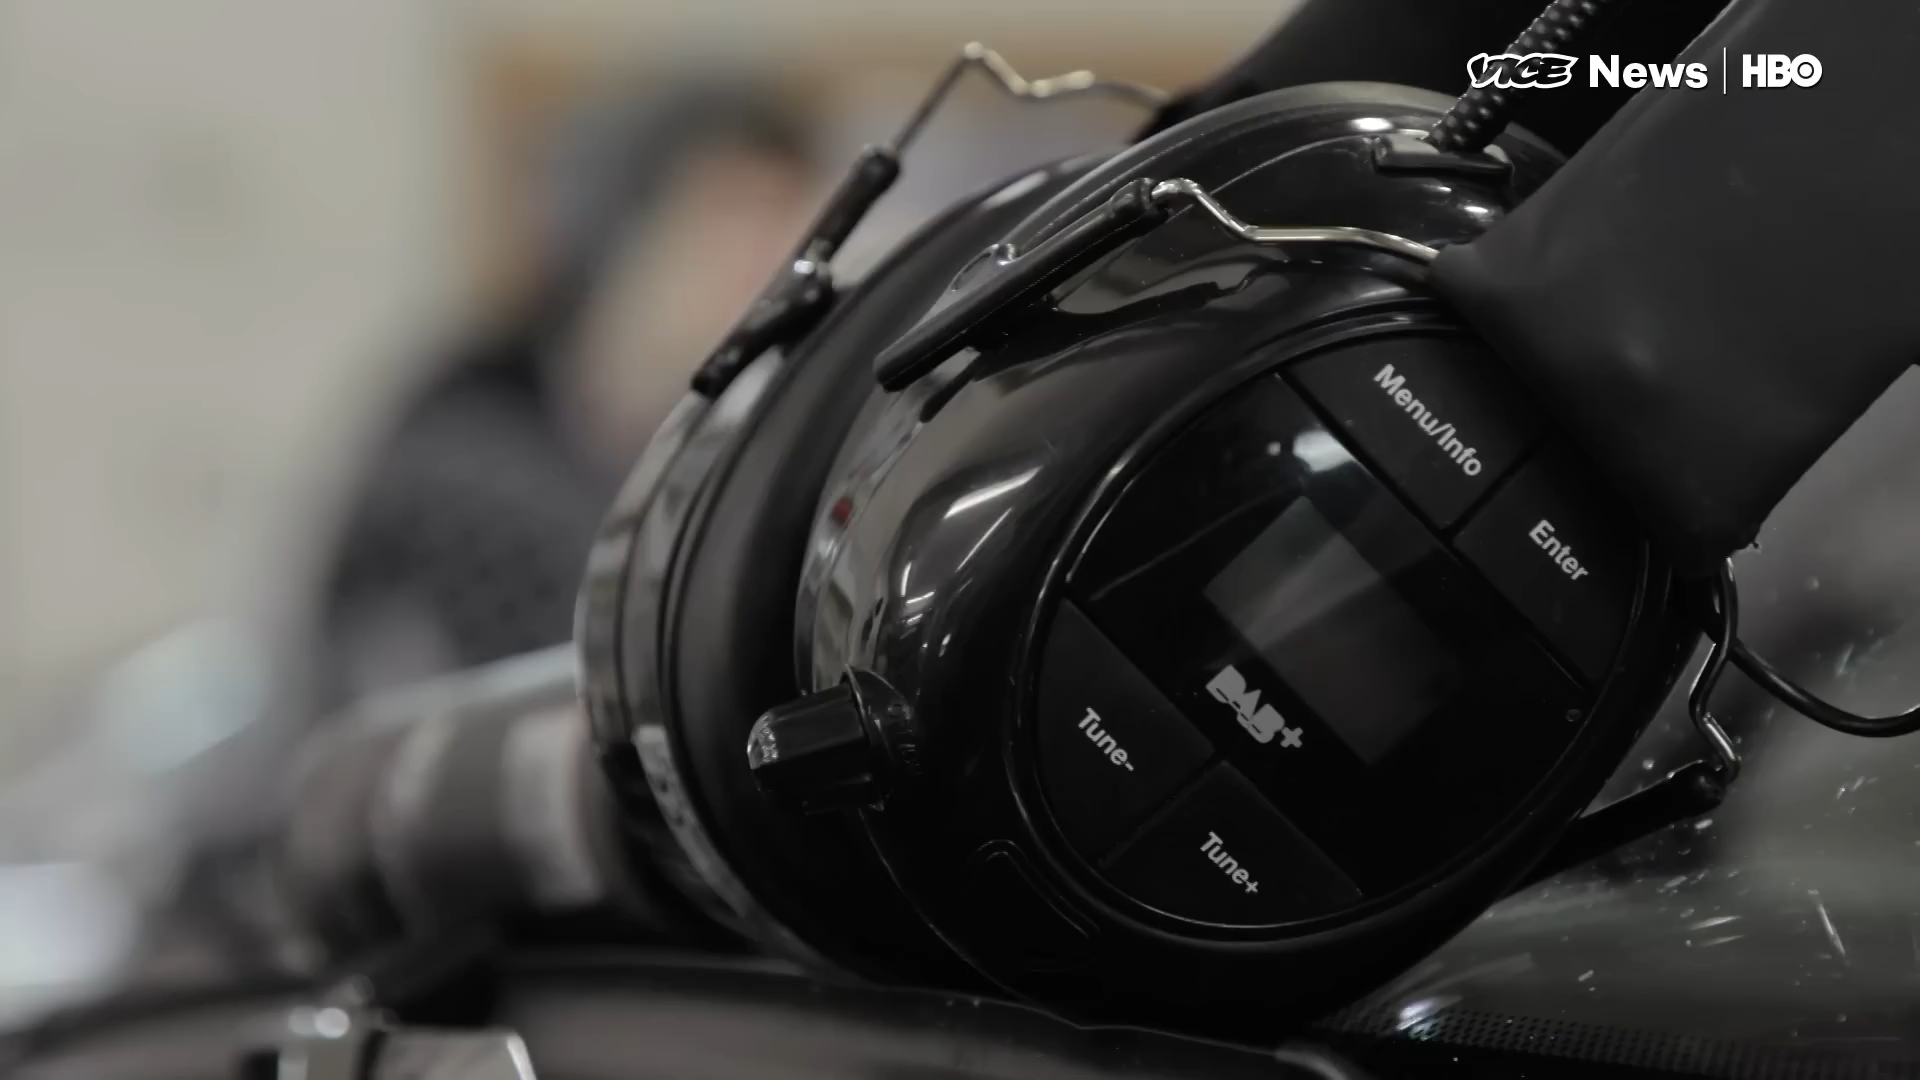 VICE News | HBO
Menu/Info
Enter
DAB+
Tune-
Tune+